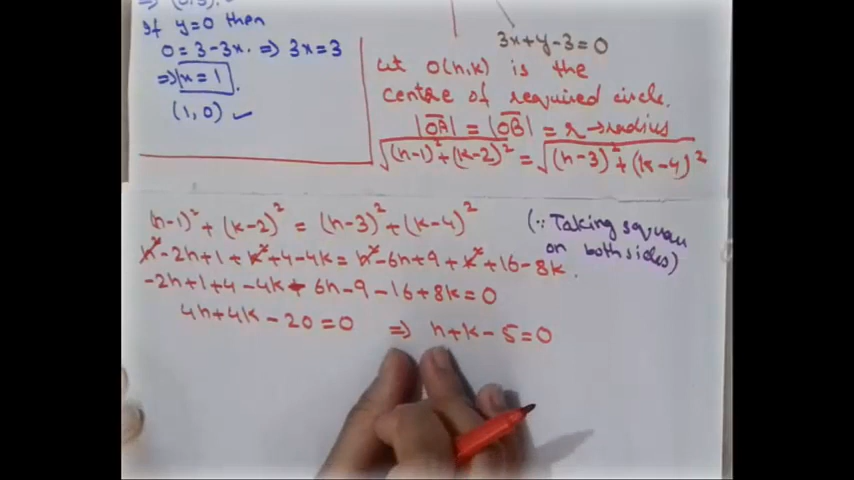 If y=0 then
0 = 3-3x. => 3x=3
=> x = 1.
(1,0) ✓
3x+y-3=0
Let O(h,k) is the
centre of required circle.
|OA| = |OB| = r → radius
√(h-1)²+(k-2)² = √(h-3)²+(k-4)²
(h-1)²+(k-2)² = (h-3)²+(k-4)²
(∵ Taking square
on both sides)
h²-2h+1+k²+4-4k = h²-6h+9+k²+16-8k.
-2h+1+4-4k+6h-9-16+8k=0
4h+4k-20=0 => h+k-5=0